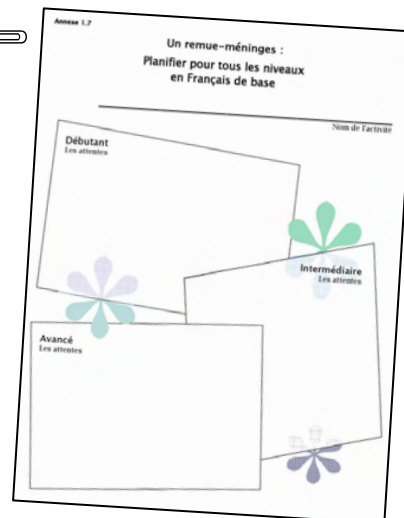 Annexe 1.7
Un remue-méninges :
Planifier pour tous les niveaux
en Français de base
Nom de l'activité
Débutant
Les attentes
Intermédiaire
Les attentes
Avancé
Les attentes